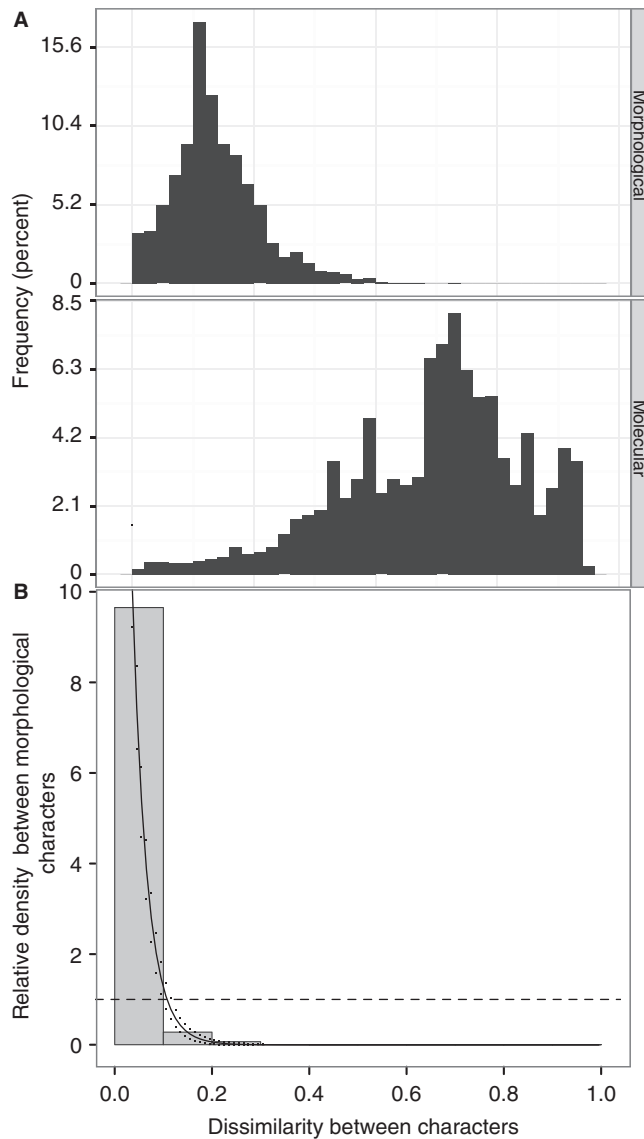 A
15.6
10.4
5.2
0
Morphological
Frequency (percent)
8.5
6.3
4.2
2.1
0
Molecular
B
10
8
6
4
2
0
Relative density between morphological
characters
0.0 0.2 0.4 0.6 0.8 1.0
Dissimilarity between characters